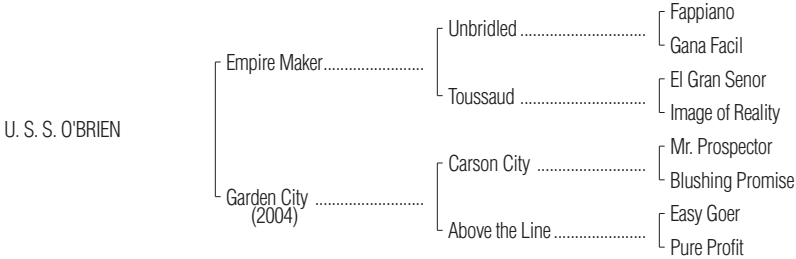 Fappiano
Unbridled ..................................
Gana Facil
Empire Maker...........................
El Gran Senor
Toussaud ..................................
Image of Reality
U. S. S. O'BRIEN
Mr. Prospector
Carson City .............................
Blushing Promise
Garden City ............................
(2004)
Easy Goer
Above the Line ........................
Pure Profit